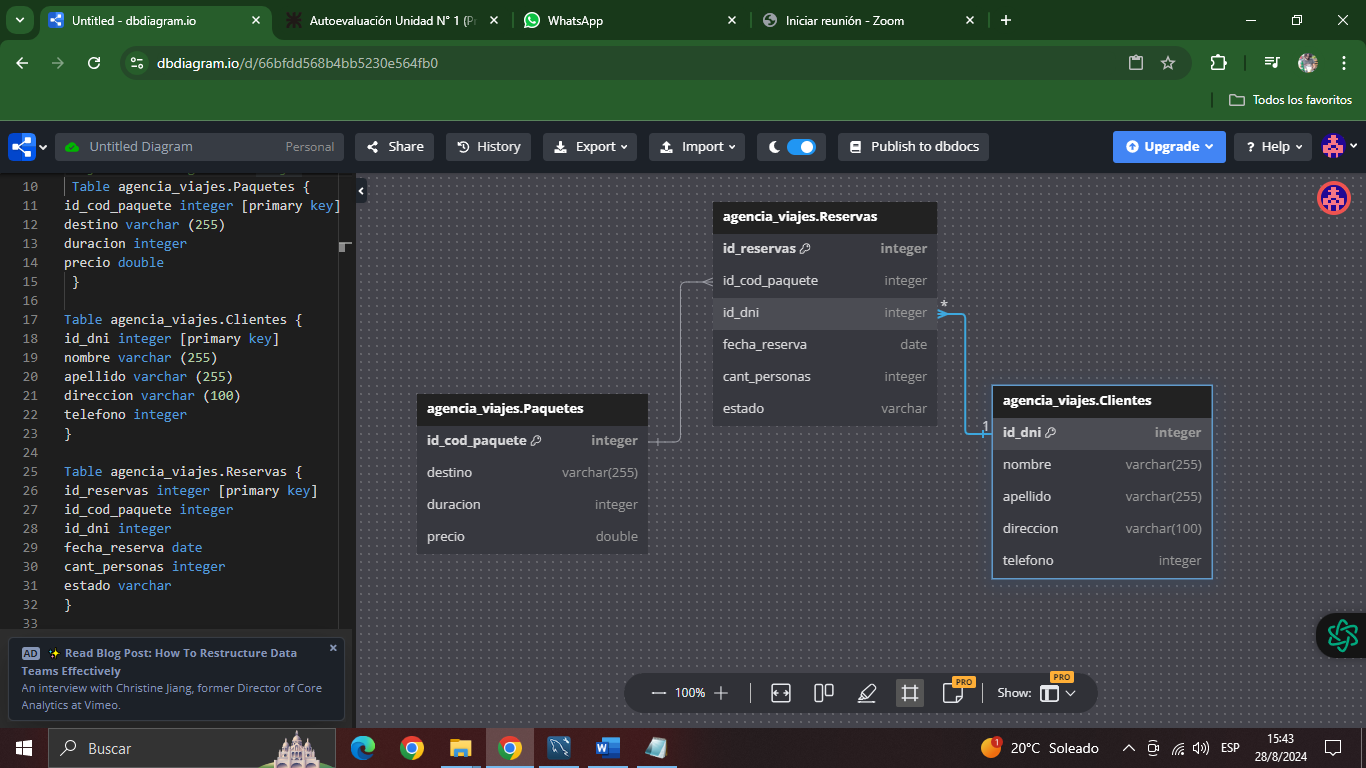 Untitled - dbdiagram.io
Autoevaluación Unidad N° 1 (P
WhatsApp
Iniciar reunión - Zoom
dbdiagram.io/d/66bfdd568b4bb5230e564fb0
Todos los favoritos
Untitled Diagram Personal
Share
History
Export
Import
Publish to dbdocs
Upgrade
? Help
10 Table agencia_viajes.Paquetes {
11 id_cod_paquete integer [primary key]
12 destino varchar (255)
13 duracion integer
14 precio double
15 }
16
17 Table agencia_viajes.Clientes {
18 id_dni integer [primary key]
19 nombre varchar (255)
20 apellido varchar (255)
21 direccion varchar (100)
22 telefono integer
23 }
24
25 Table agencia_viajes.Reservas {
26 id_reservas integer [primary key]
27 id_cod_paquete integer
28 id_dni integer
29 fecha_reserva date
30 cant_personas integer
31 estado varchar
32 }
33
AD ✨ Read Blog Post: How To Restructure Data
Teams Effectively
An interview with Christine Jiang, former Director of Core
Analytics at Vimeo.
agencia_viajes.Reservas
id_reservas integer
id_cod_paquete integer
id_dni integer
fecha_reserva date
cant_personas integer
estado varchar
*
1
agencia_viajes.Paquetes
id_cod_paquete integer
destino varchar(255)
duracion integer
precio double
agencia_viajes.Clientes
id_dni integer
nombre varchar(255)
apellido varchar(255)
direccion varchar(100)
telefono integer
100%
PRO
Show:
PRO
Buscar
1
20°C Soleado
ESP
15:43
28/8/2024